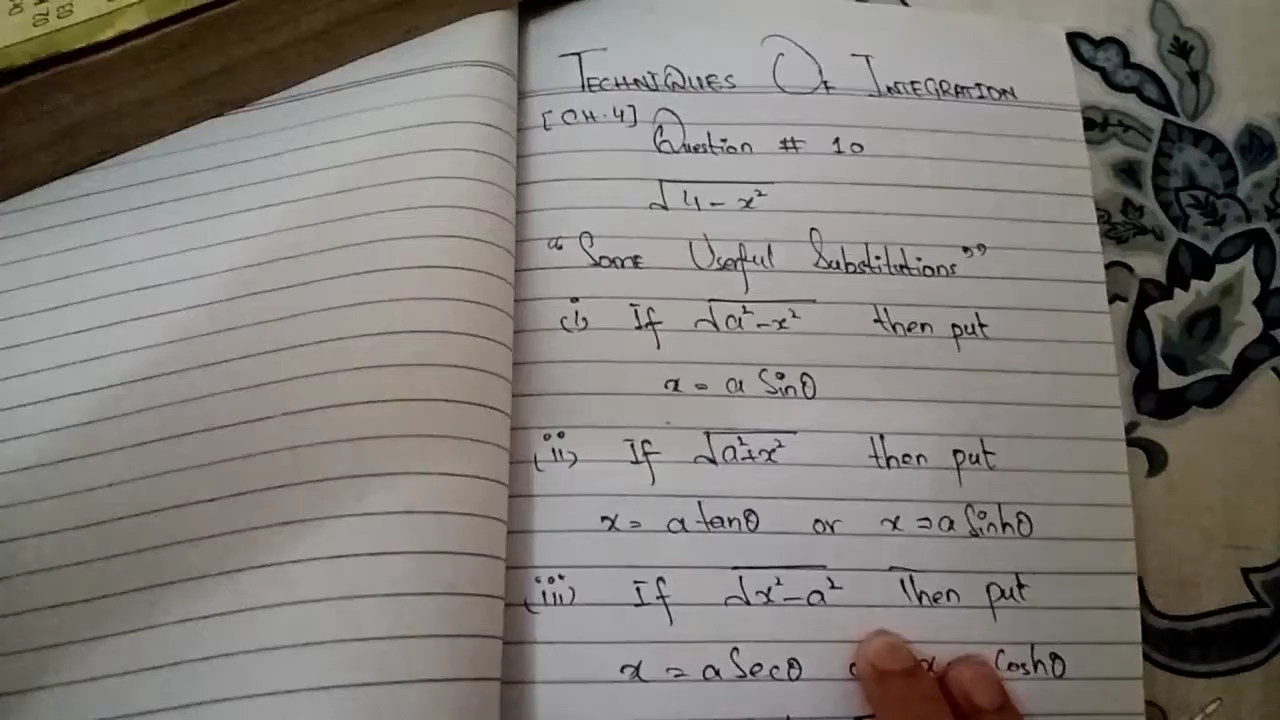 TECHNIQUES OF INTEGRATION
[CH.4]
Question # 10
√4-x²
“Some Useful Substitutions”
(i) If √a²-x² then put
x = a Sinθ
(ii) If √a²+x² then put
x = a tanθ or x = a Sinhθ
(iii) If √x²-a² Then put
x = a Secθ x Coshθ